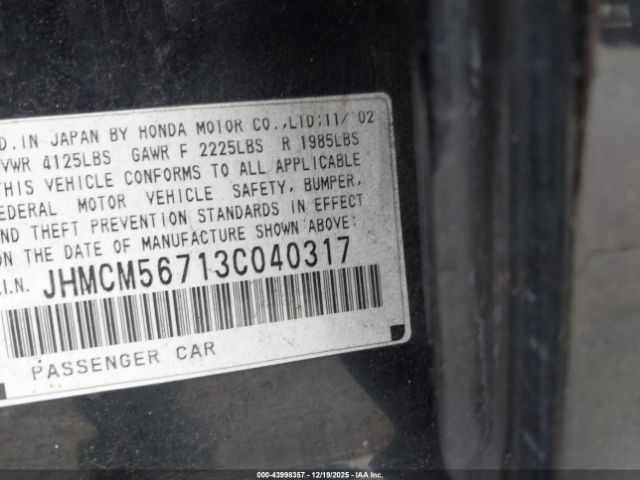 D.IN JAPAN BY HONDA MOTOR CO.,LTD;11/02
VWR 4125LBS GAWR F 2225LBS R 1985LBS
THIS VEHICLE CONFORMS TO ALL APPLICABLE
EDERAL MOTOR VEHICLE SAFETY, BUMPER,
ND THEFT PREVENTION STANDARDS IN EFFECT
ON THE DATE OF MANUFACTURE SHOWN ABOVE:
.I.N. JHMCM56713C040317
PASSENGER CAR
000-43998357 - 12/19/2025 - iaai.com